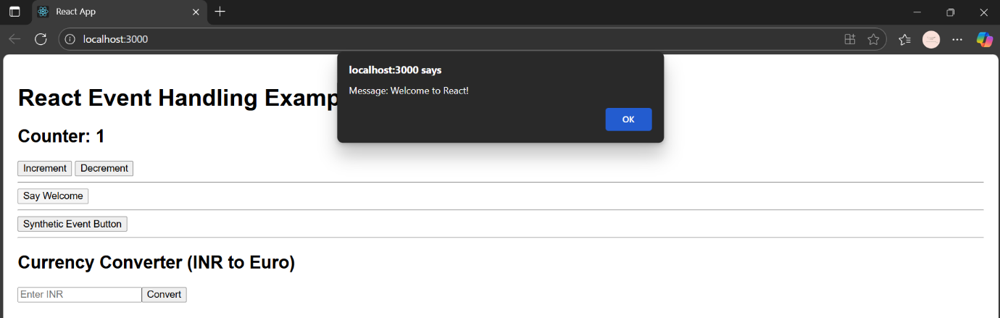 React App
localhost:3000
localhost:3000 says
Message: Welcome to React!
OK
React Event Handling Examp
Counter: 1
Increment Decrement
Say Welcome
Synthetic Event Button
Currency Converter (INR to Euro)
Enter INR Convert